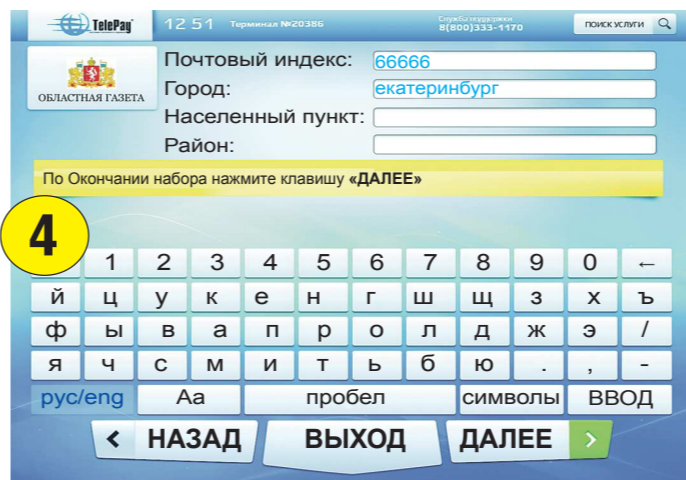 TelePay
12 51 Терминал №20386
Служба поддержки
8(800)333-1170
ПОИСК УСЛУГИ
ОБЛАСТНАЯ ГАЗЕТА
Почтовый индекс: 66666
Город: екатеринбург
Населенный пункт:
Район:
По Окончании набора нажмите клавишу «ДАЛЕЕ»
4
1 2 3 4 5 6 7 8 9 0 ←
й ц у к е н г ш щ з х ъ
ф ы в а п р о л д ж э /
я ч с м и т ь б ю . , -
рус/eng Аа пробел символы ВВОД
‹ НАЗАД ВЫХОД ДАЛЕЕ ›